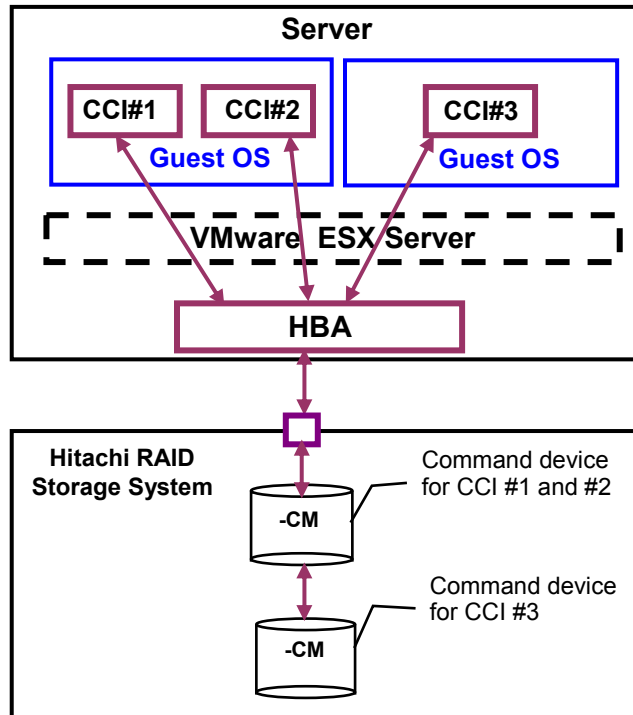 Server
CCI#1
CCI#2
CCI#3
Guest OS
Guest OS
VMware ESX Server
HBA
Hitachi RAID
Storage System
Command device
for CCI #1 and #2
-CM
Command device
for CCI #3
-CM